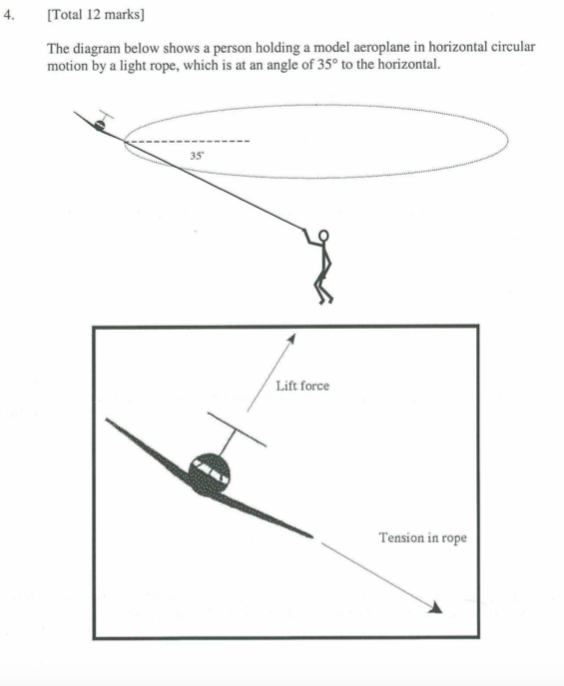 4. [Total 12 marks]
The diagram below shows a person holding a model aeroplane in horizontal circular
motion by a light rope, which is at an angle of 35° to the horizontal.
35°
Lift force
Tension in rope